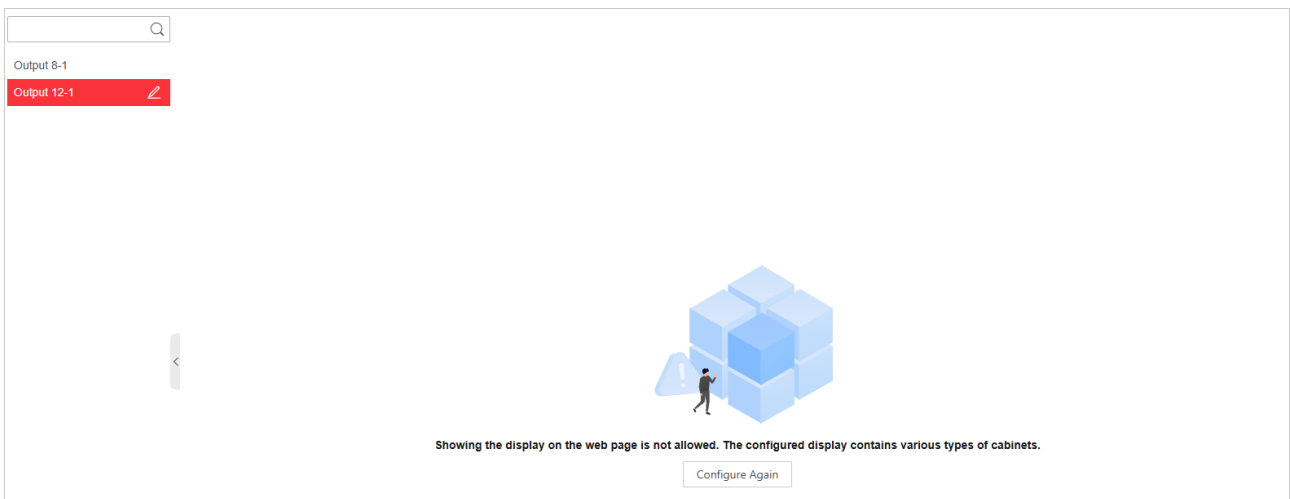 Output 8-1
Output 12-1
Showing the display on the web page is not allowed. The configured display contains various types of cabinets.
Configure Again